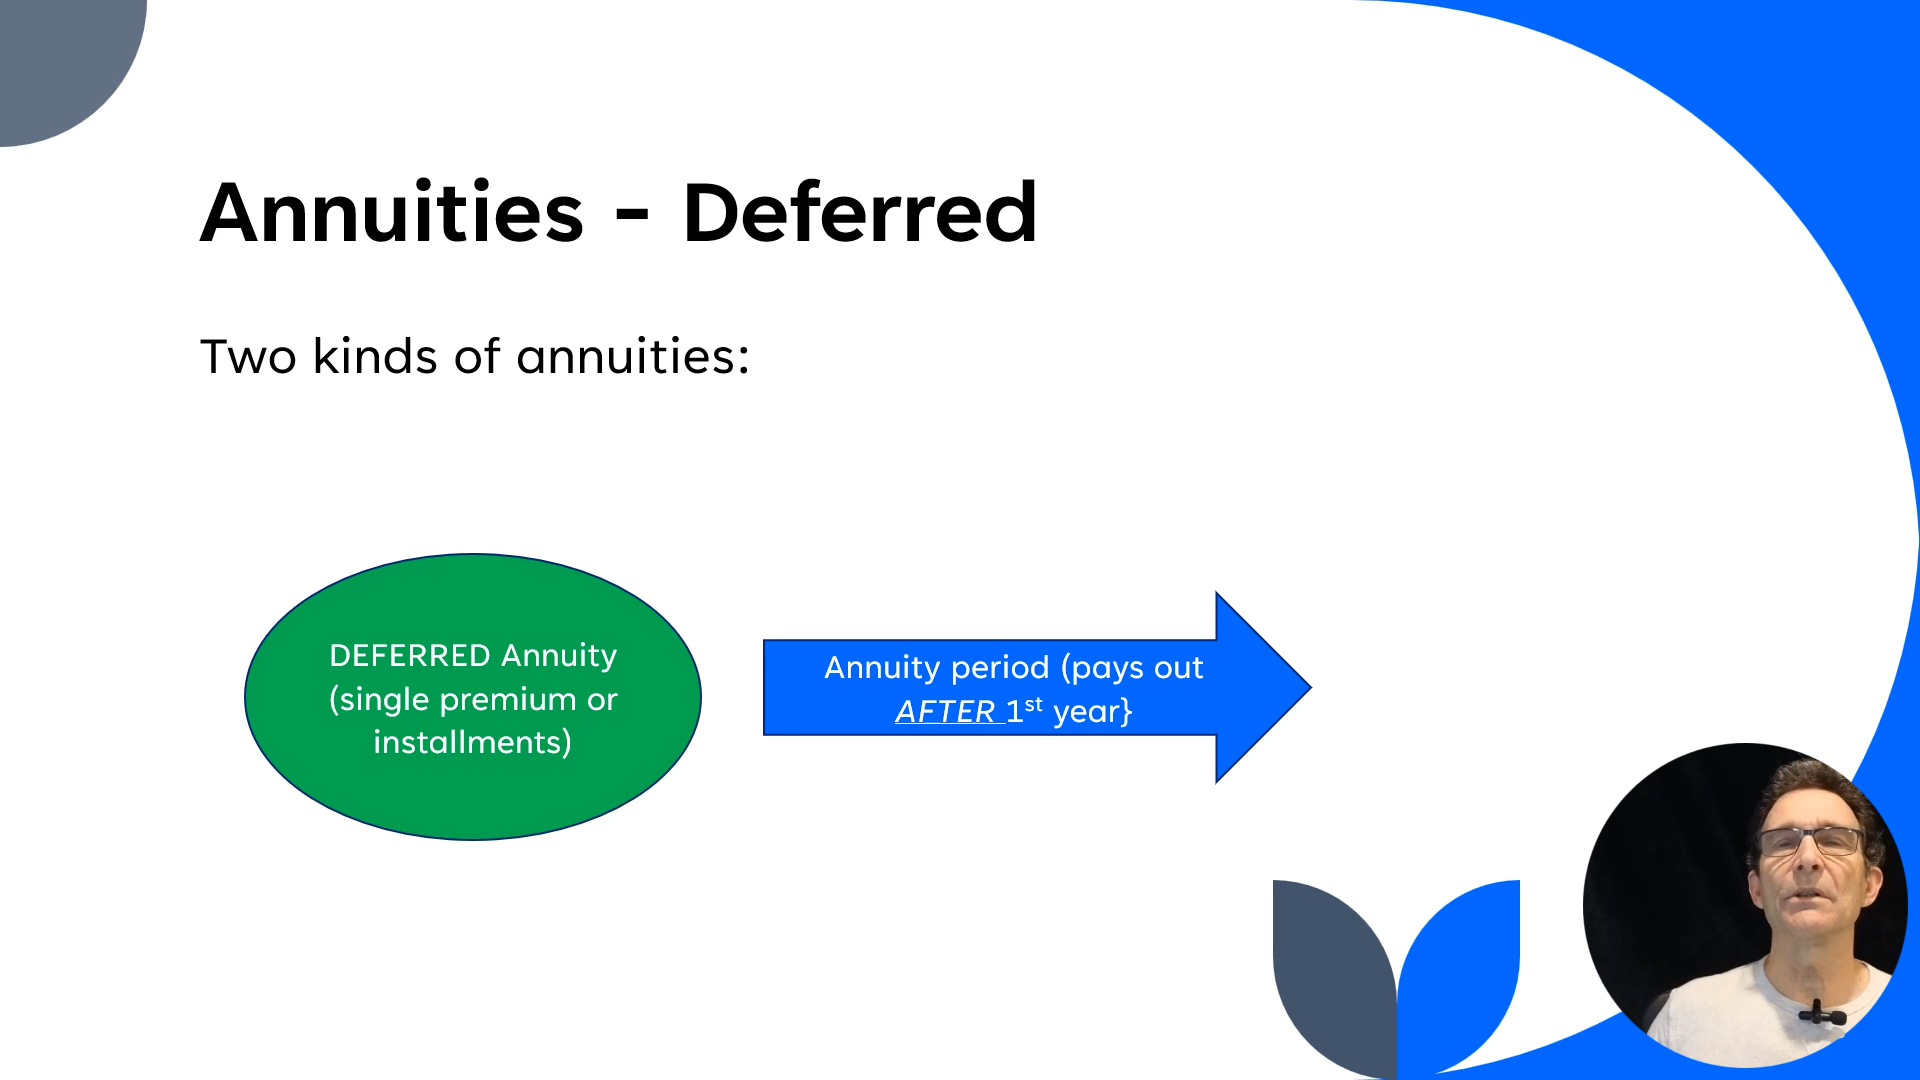 Annuities - Deferred
Two kinds of annuities:
DEFERRED Annuity
(single premium or
installments)
Annuity period (pays out
AFTER 1st year}